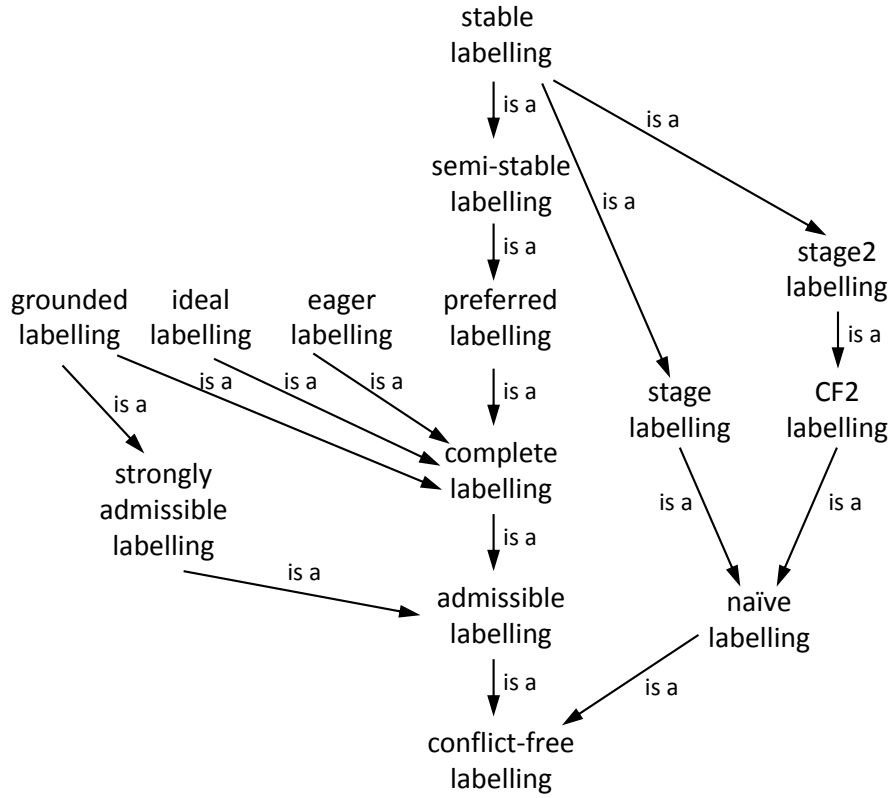 stable
labelling
is a
is a
semi-stable
labelling
is a
is a
stage2
labelling
grounded
labelling
ideal
labelling
eager
labelling
preferred
labelling
is a
is a
is a
is a
is a
stage
labelling
CF2
labelling
is a
complete
labelling
strongly
admissible
labelling
is a
is a
is a
is a
admissible
labelling
naïve
labelling
is a
is a
conflict-free
labelling